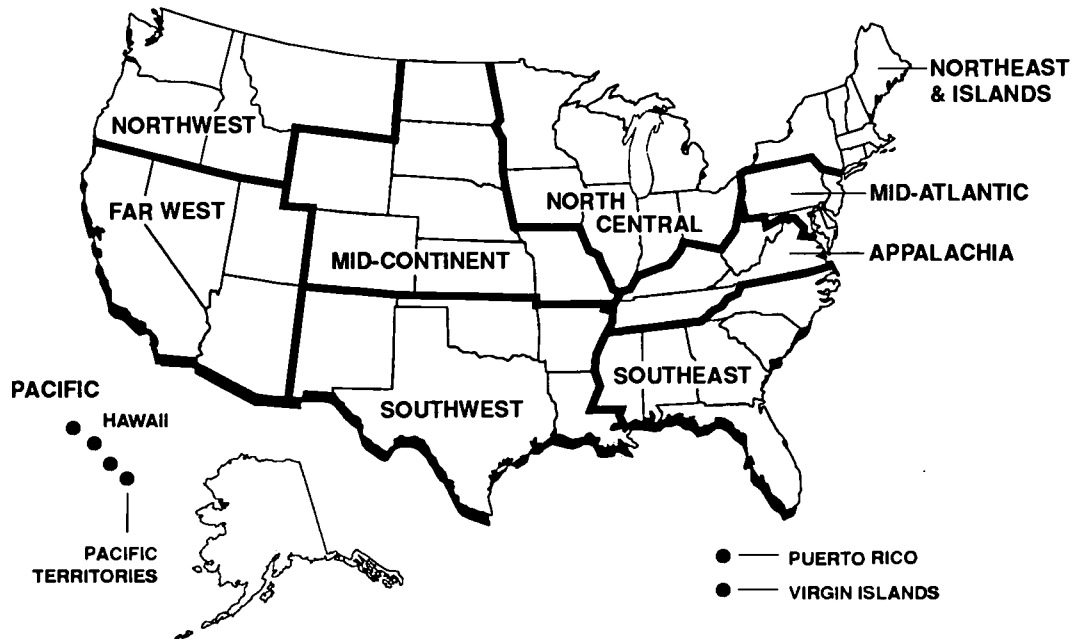 NORTHEAST
& ISLANDS
NORTHWEST
MID-ATLANTIC
NORTH
CENTRAL
FAR WEST
APPALACHIA
MID-CONTINENT
SOUTHEAST
PACIFIC
SOUTHWEST
HAWAII
PACIFIC
TERRITORIES
PUERTO RICO
VIRGIN ISLANDS